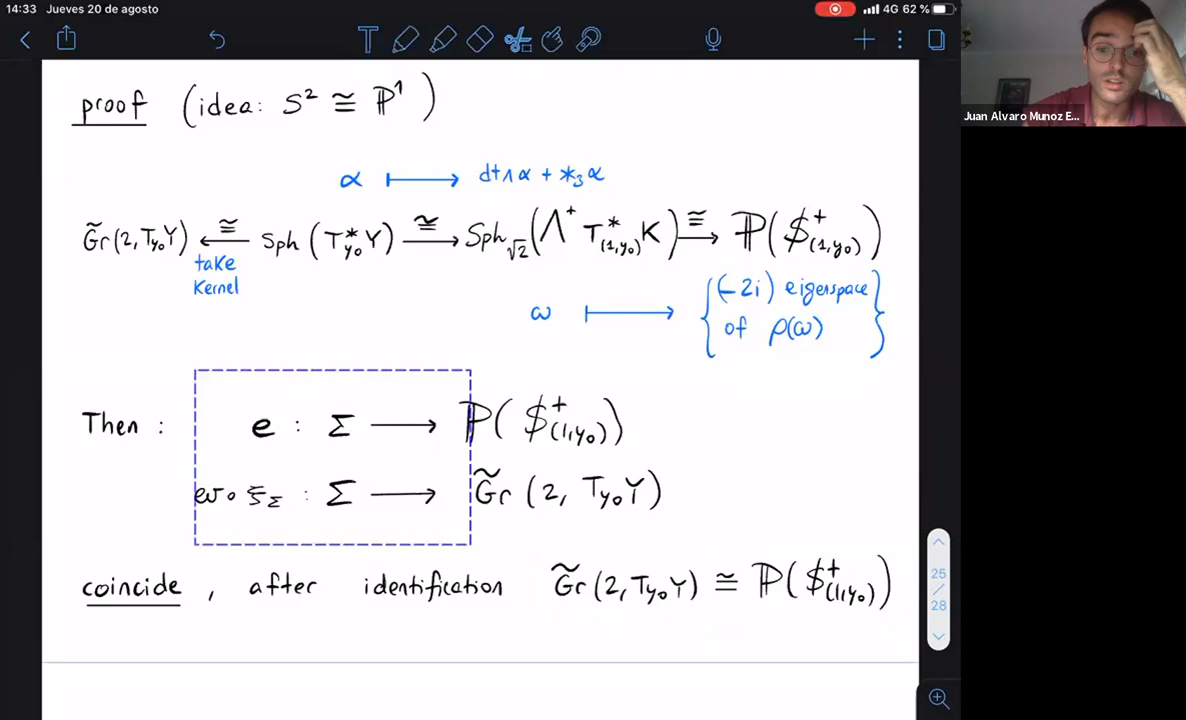 14:33 Jueves 20 de agosto
4G 62 %
Juan Alvaro Munoz E...
proof (idea: S² ≅ ℙ¹)
α ⟼ dt∧α + *₃α
G̃r(2, T_{y₀}Y) ≅⟵ Sph(T*_{y₀}Y) ≅⟶ Sph_{√2}(Λ⁺ T*_{(1,y₀)}K) ≅⟶ ℙ($⁺_{(1,y₀)})
take
Kernel
ω ⟼ {(-2i) eigenspace
of ρ(ω)}
Then : e : Σ ⟶ ℙ($⁺_{(1,y₀)})
ev∘ξ_Σ : Σ ⟶ G̃r(2, T_{y₀}Y)
coincide, after identification G̃r(2, T_{y₀}Y) ≅ ℙ($⁺_{(1,y₀)})
25
/
28